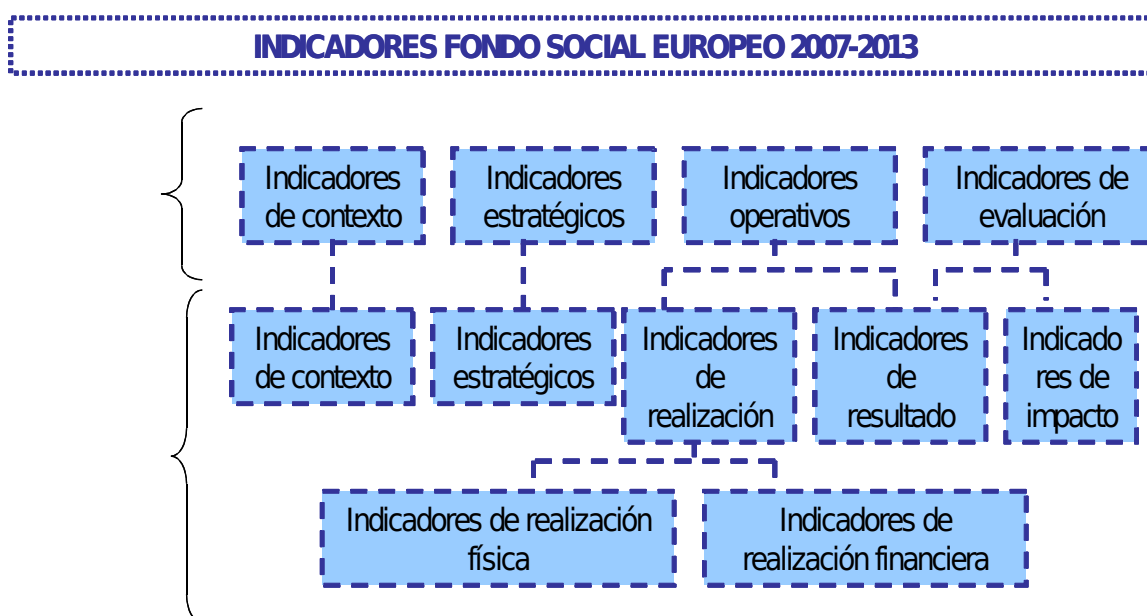 INDICADORES FONDO SOCIAL EUROPEO 2007-2013
Indicadores
de contexto
Indicadores
estratégicos
Indicadores
operativos
Indicadores de
evaluación
Indicadores
de contexto
Indicadores
estratégicos
Indicadores
de
realización
Indicadores
de
resultado
Indicado
res de
impacto
Indicadores de realización
física
Indicadores de
realización financiera